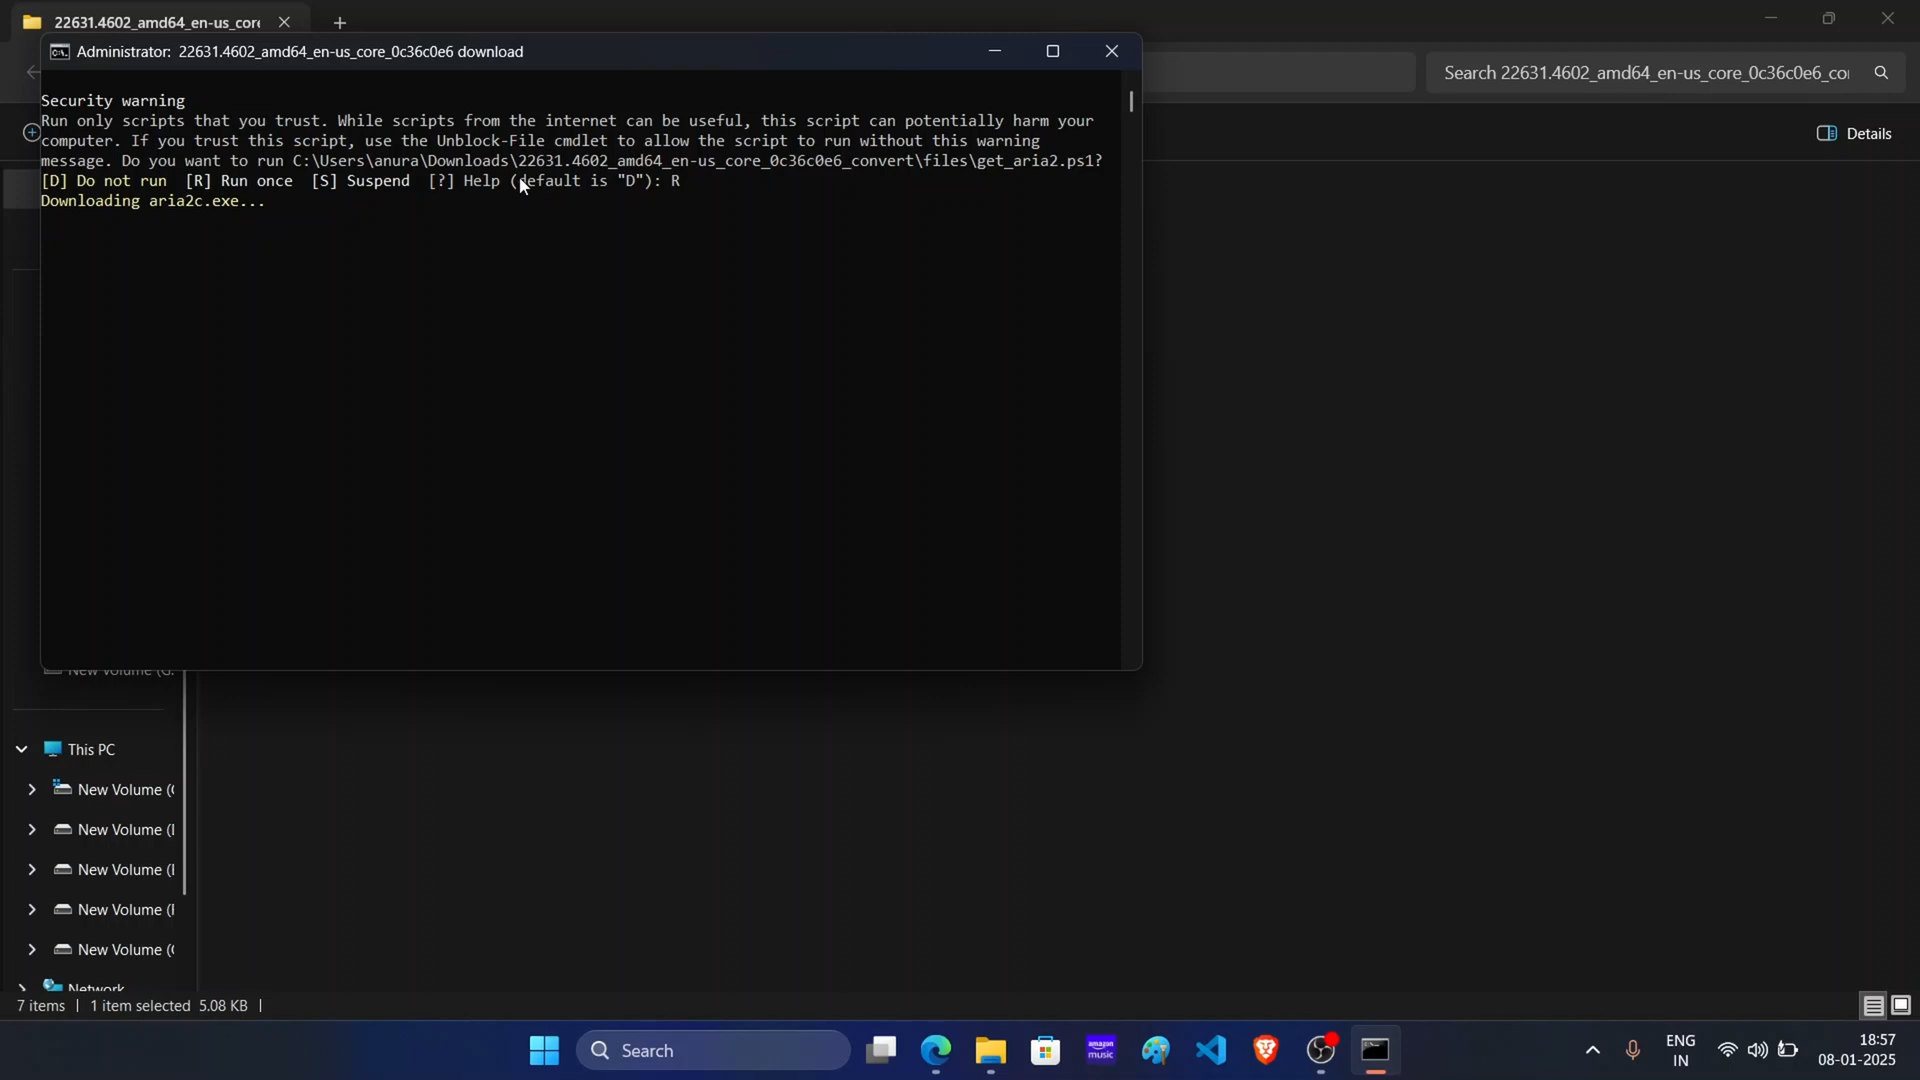 22631.4602_amd64_en-us_cor
Administrator: 22631.4602_amd64_en-us_core_0c36c0e6 download
Search 22631.4602_amd64_en-us_core_0c36c0e6_co
Security warning
Run only scripts that you trust. While scripts from the internet can be useful, this script can potentially harm your
computer. If you trust this script, use the Unblock-File cmdlet to allow the script to run without this warning
message. Do you want to run C:\Users\anura\Downloads\22631.4602_amd64_en-us_core_0c36c0e6_convert\files\get_aria2.ps1?
[D] Do not run [R] Run once [S] Suspend [?] Help (default is "D"): R
Downloading aria2c.exe...
Details
New Volume (G:
This PC
New Volume (
New Volume (
New Volume (
New Volume (
New Volume (
Network
7 items | 1 item selected 5.08 KB |
Search
amazon music
ENG
IN
18:57
08-01-2025